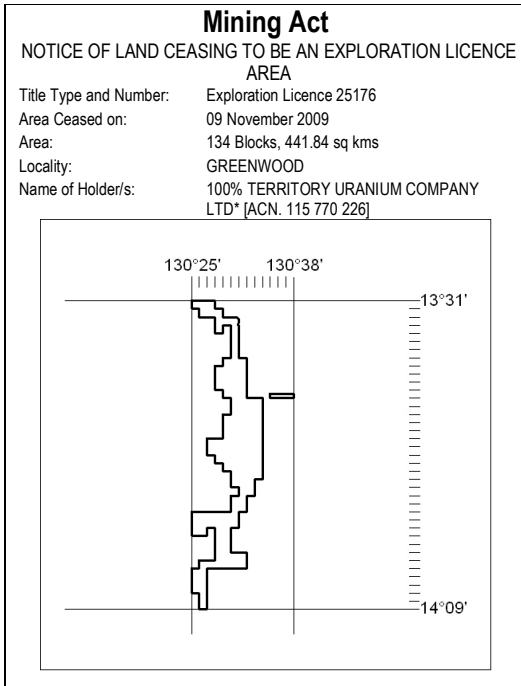 Mining Act
NOTICE OF LAND CEASING TO BE AN EXPLORATION LICENCE
AREA
Title Type and Number: Exploration Licence 25176
Area Ceased on: 09 November 2009
Area: 134 Blocks, 441.84 sq kms
Locality: GREENWOOD
Name of Holder/s: 100% TERRITORY URANIUM COMPANY
LTD* [ACN. 115 770 226]
130°25' 130°38'
13°31'
14°09'